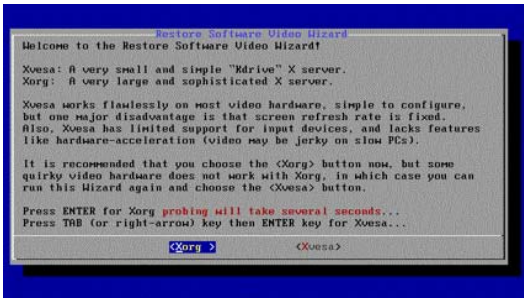 Restore Software Video Wizard
Welcome to the Restore Software Video Wizard!
Xvesa: A very small and simple "Kdrive" X server.
Xorg: A very large and sophisticated X server.
Xvesa works flawlessly on most video hardware, simple to configure,
but one major disadvantage is that screen refresh rate is fixed.
Also, Xvesa has limited support for input devices, and lacks features
like hardware-acceleration (video may be jerky on slow PCs).
It is recommended that you choose the <Xorg> button now, but some
quirky video hardware does not work with Xorg, in which case you can
run this Wizard again and choose the <Xvesa> button.
Press ENTER for Xorg probing will take several seconds...
Press TAB (or right-arrow) key then ENTER key for Xvesa...
<Xorg > <Xvesa>